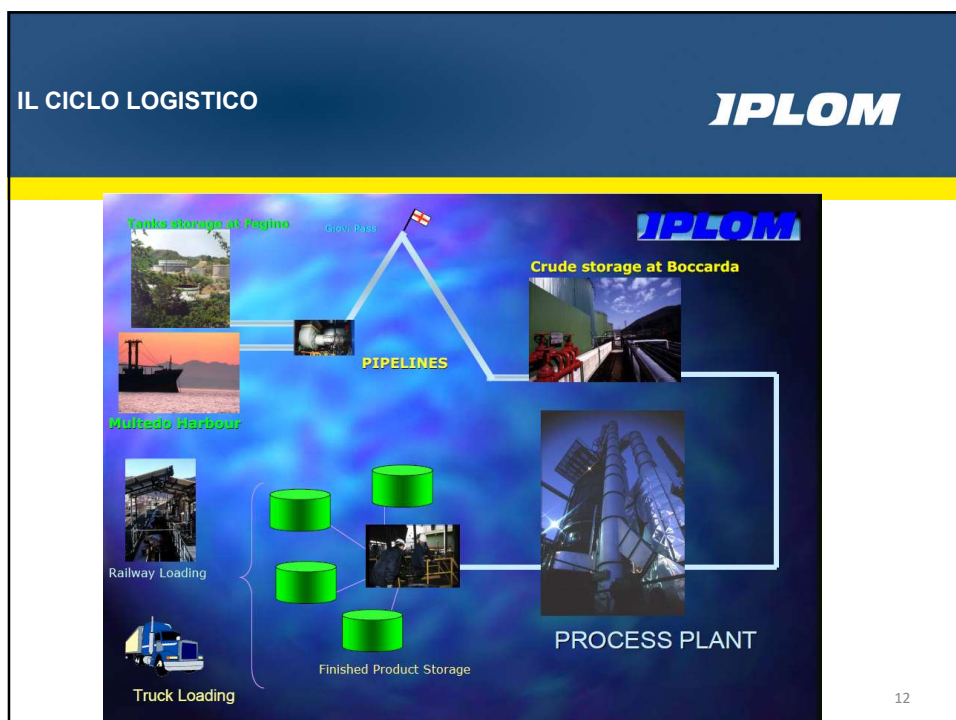 IL CICLO LOGISTICO
IPLOM
Tanks storage at Fegino
Giovi Pass
IPLOM
Crude storage at Boccarda
PIPELINES
Multedo Harbour
Railway Loading
PROCESS PLANT
Finished Product Storage
Truck Loading
12